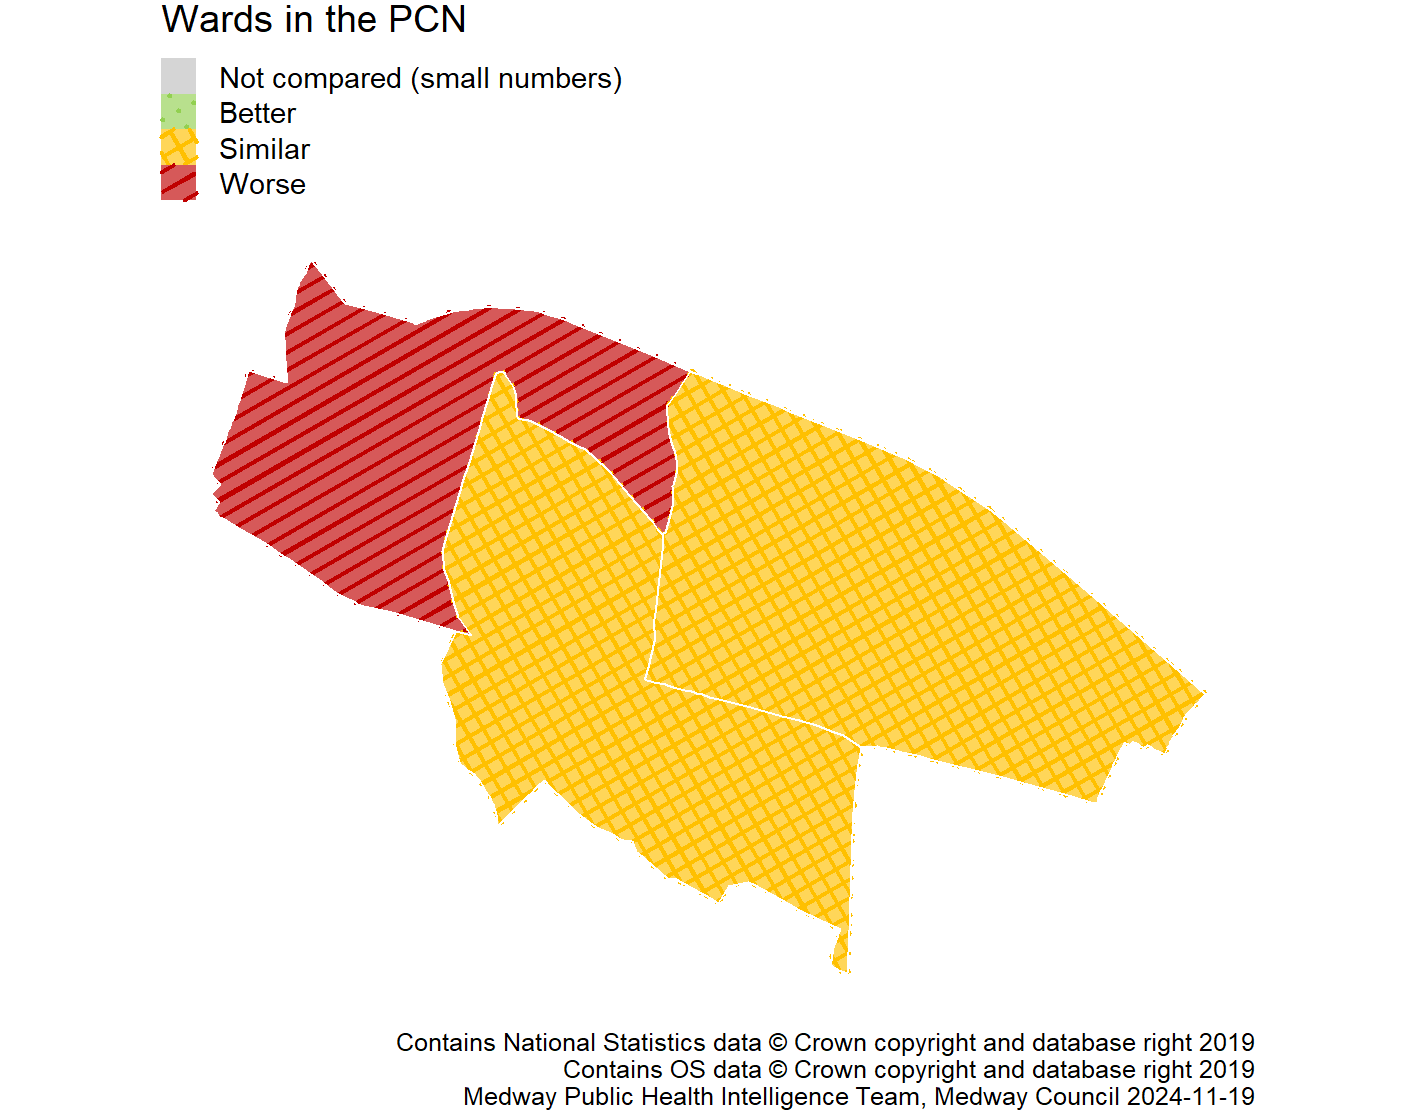 Wards in the PCN
Not compared (small numbers)
Better
Similar
Worse
Contains National Statistics data © Crown copyright and database right 2019
Contains OS data © Crown copyright and database right 2019
Medway Public Health Intelligence Team, Medway Council 2024-11-19